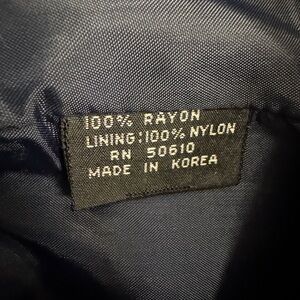 100% RAYON
LINING:100% NYLON
RN 50610
MADE IN KOREA